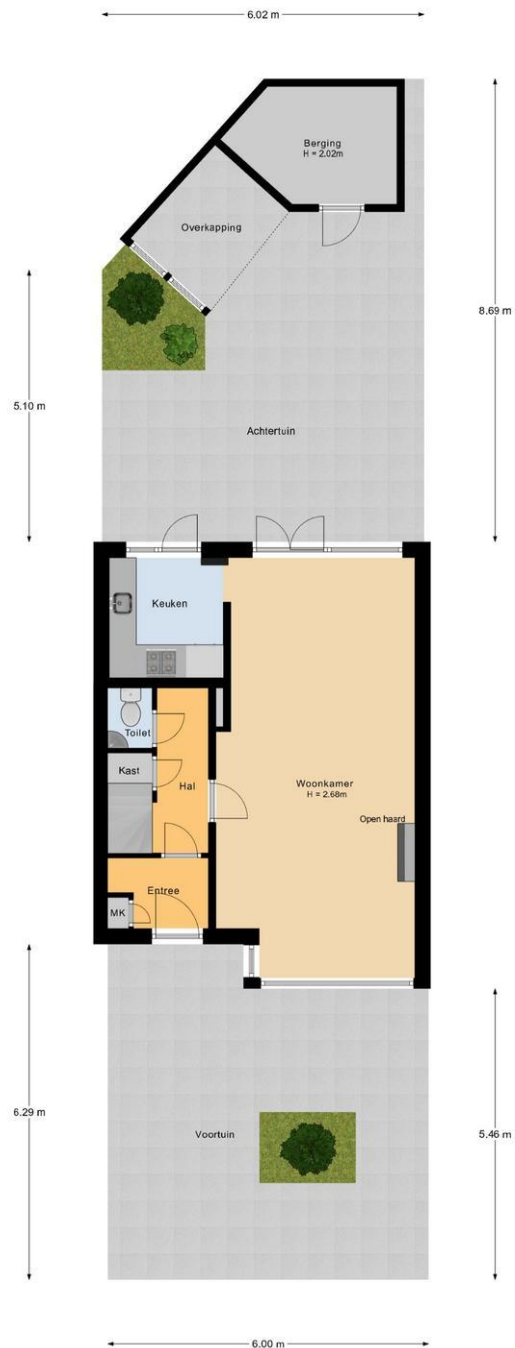 6.02 m
Berging
H = 2.02m
Overkapping
8.69 m
5.10 m
Achtertuin
Keuken
Toilet
Kast
Hal
Woonkamer
H = 2.68m
Open haard
Entree
MK
6.29 m
Voortuin
5.46 m
6.00 m